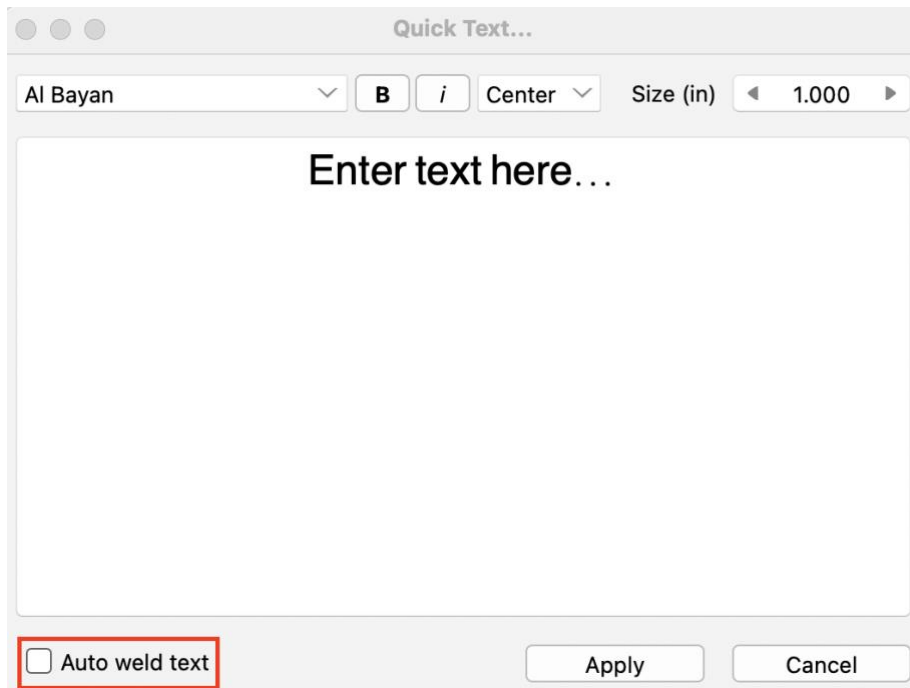 Quick Text...
Al Bayan B i Center Size (in) 1.000
Enter text here...
Auto weld text Apply Cancel